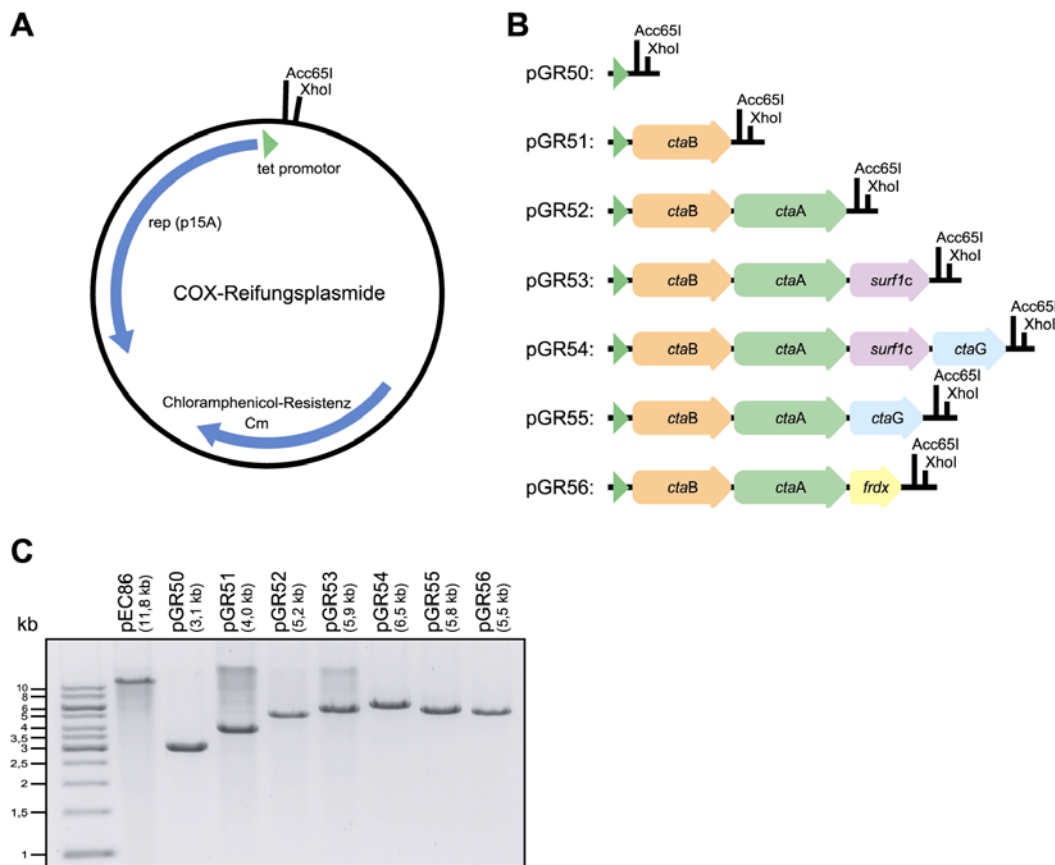 A
Acc65I
XhoI
tet promotor
rep (p15A)
COX-Reifungsplasmide
Chloramphenicol-Resistenz
Cm
B
Acc65I
XhoI
pGR50:
Acc65I
XhoI
pGR51:
ctaB
Acc65I
XhoI
pGR52:
ctaB
ctaA
Acc65I
XhoI
pGR53:
ctaB
ctaA
surf1c
Acc65I
XhoI
pGR54:
ctaB
ctaA
surf1c
ctaG
Acc65I
XhoI
pGR55:
ctaB
ctaA
ctaG
Acc65I
XhoI
pGR56:
ctaB
ctaA
frdx
C
kb
pEC86
(11,8 kb)
pGR50
(3,1 kb)
pGR51
(4,0 kb)
pGR52
(5,2 kb)
pGR53
(5,9 kb)
pGR54
(6,5 kb)
pGR55
(5,8 kb)
pGR56
(5,5 kb)
10
8
6
5
4
3,5
3
2,5
2
1,5
1